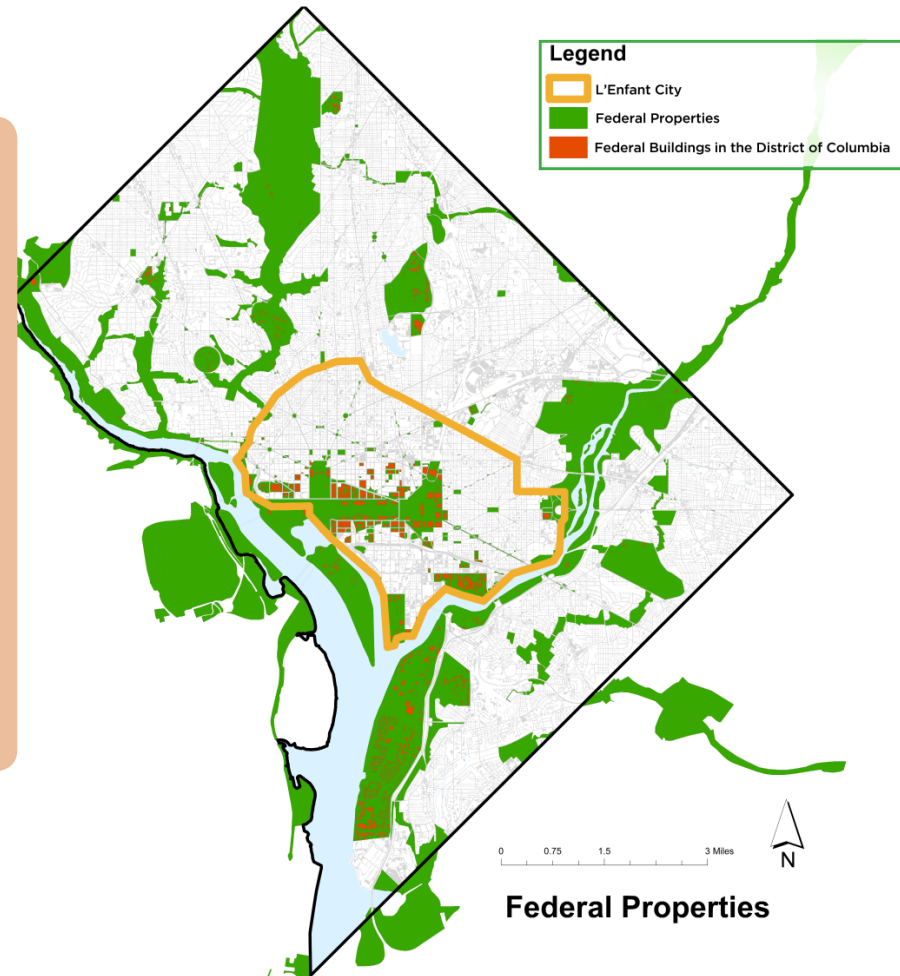 Legend
L'Enfant City
Federal Properties
Federal Buildings in the District of Columbia
0 0.75 1.5 3 Miles
N
Federal Properties